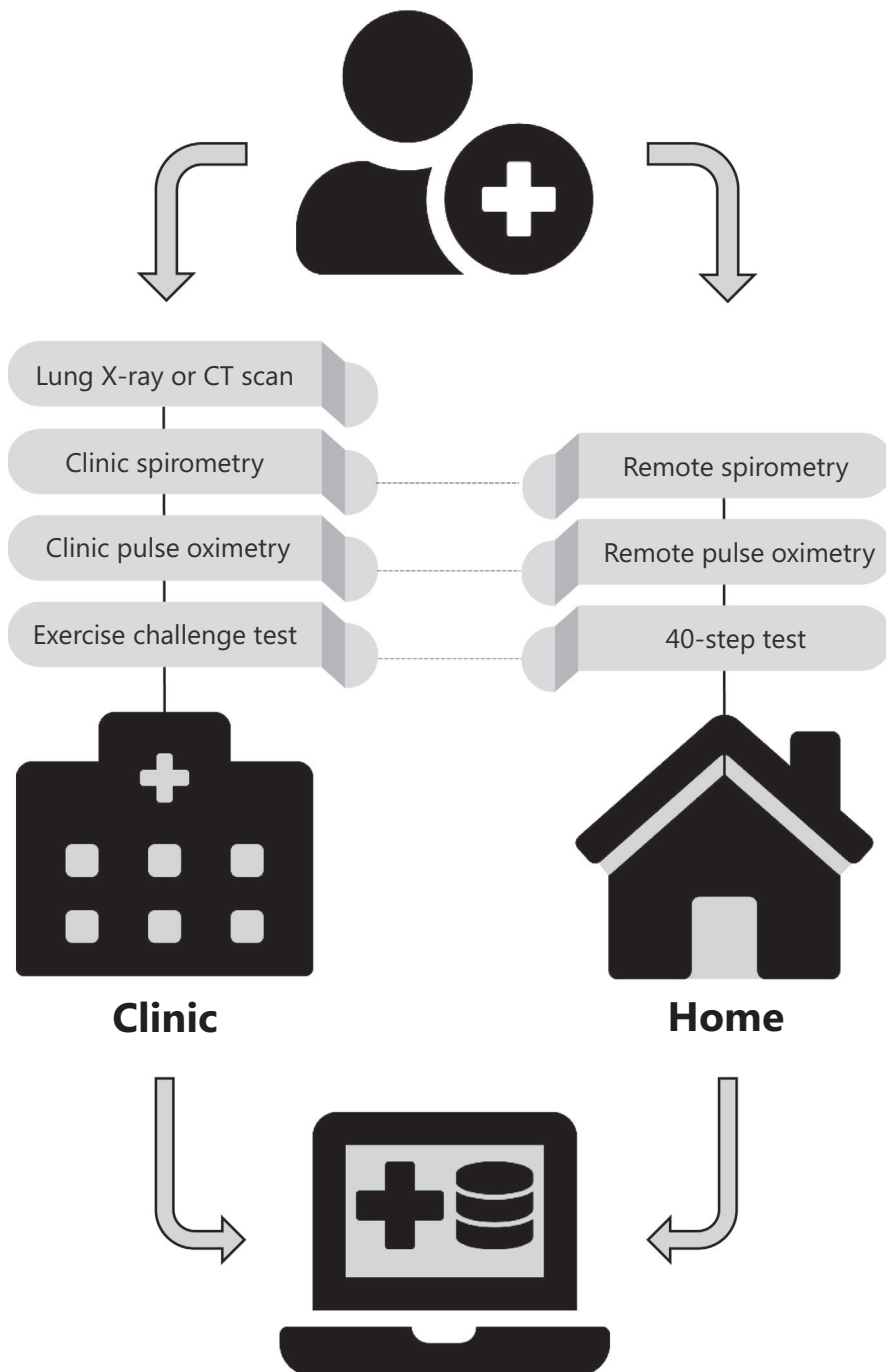 Lung X-ray or CT scan
Clinic spirometry
Clinic pulse oximetry
Exercise challenge test
Remote spirometry
Remote pulse oximetry
40-step test
Clinic
Home